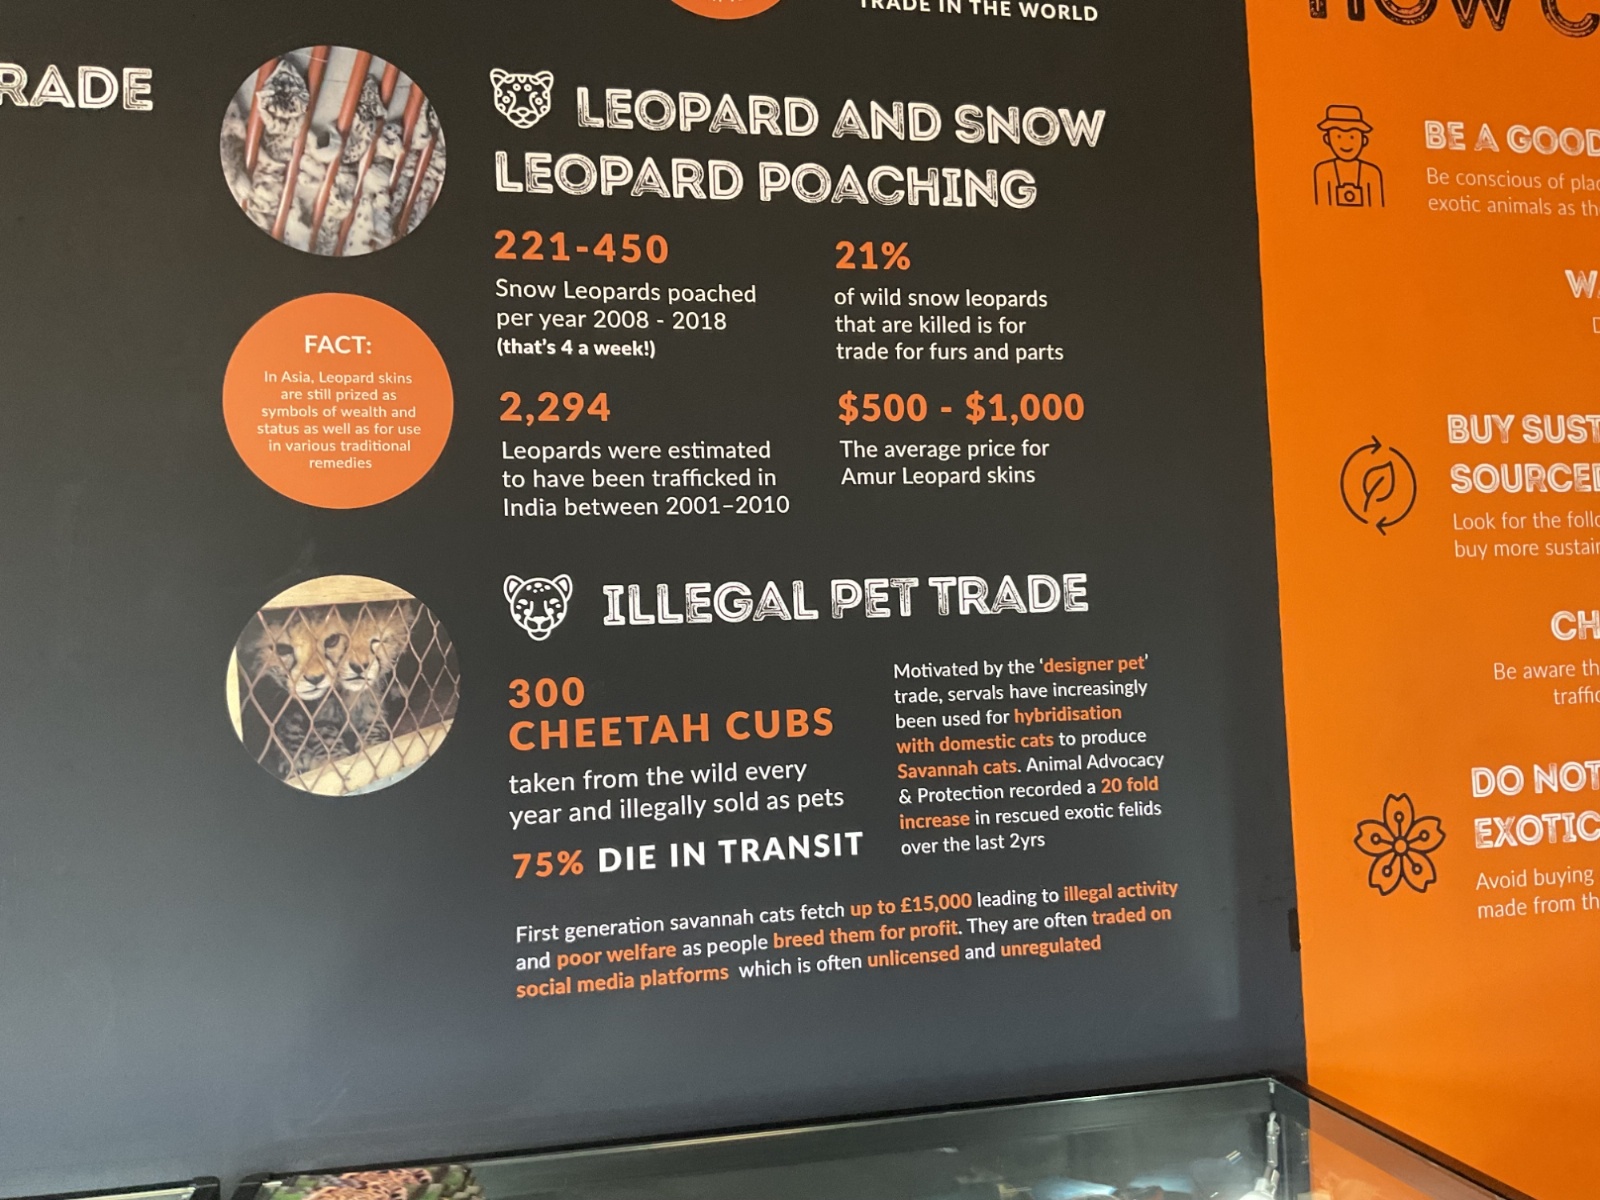 TRADE IN THE WORLD
LEOPARD AND SNOW
LEOPARD POACHING
221-450
Snow Leopards poached
per year 2008 - 2018
(that's 4 a week!)
21%
of wild snow leopards
that are killed is for
trade for furs and parts
2,294
Leopards were estimated
to have been trafficked in
India between 2001–2010
$500 - $1,000
The average price for
Amur Leopard skins
FACT:
In Asia, Leopard skins
are still prized as
symbols of wealth and
status as well as for use
in various traditional
remedies
ILLEGAL PET TRADE
300
CHEETAH CUBS
taken from the wild every
year and illegally sold as pets
75% DIE IN TRANSIT
Motivated by the 'designer pet'
trade, servals have increasingly
been used for hybridisation
with domestic cats to produce
Savannah cats. Animal Advocacy
& Protection recorded a 20 fold
increase in rescued exotic felids
over the last 2yrs
First generation savannah cats fetch up to £15,000 leading to illegal activity
and poor welfare as people breed them for profit. They are often traded on
social media platforms which is often unlicensed and unregulated
RADE
HOW C
BE A GOOD
Be conscious of pla
exotic animals as th
W
BUY SUST
SOURCE
Look for the follo
buy more sustain
CH
Be aware th
traffic
DO NOT
EXOTIC
Avoid buying
made from th